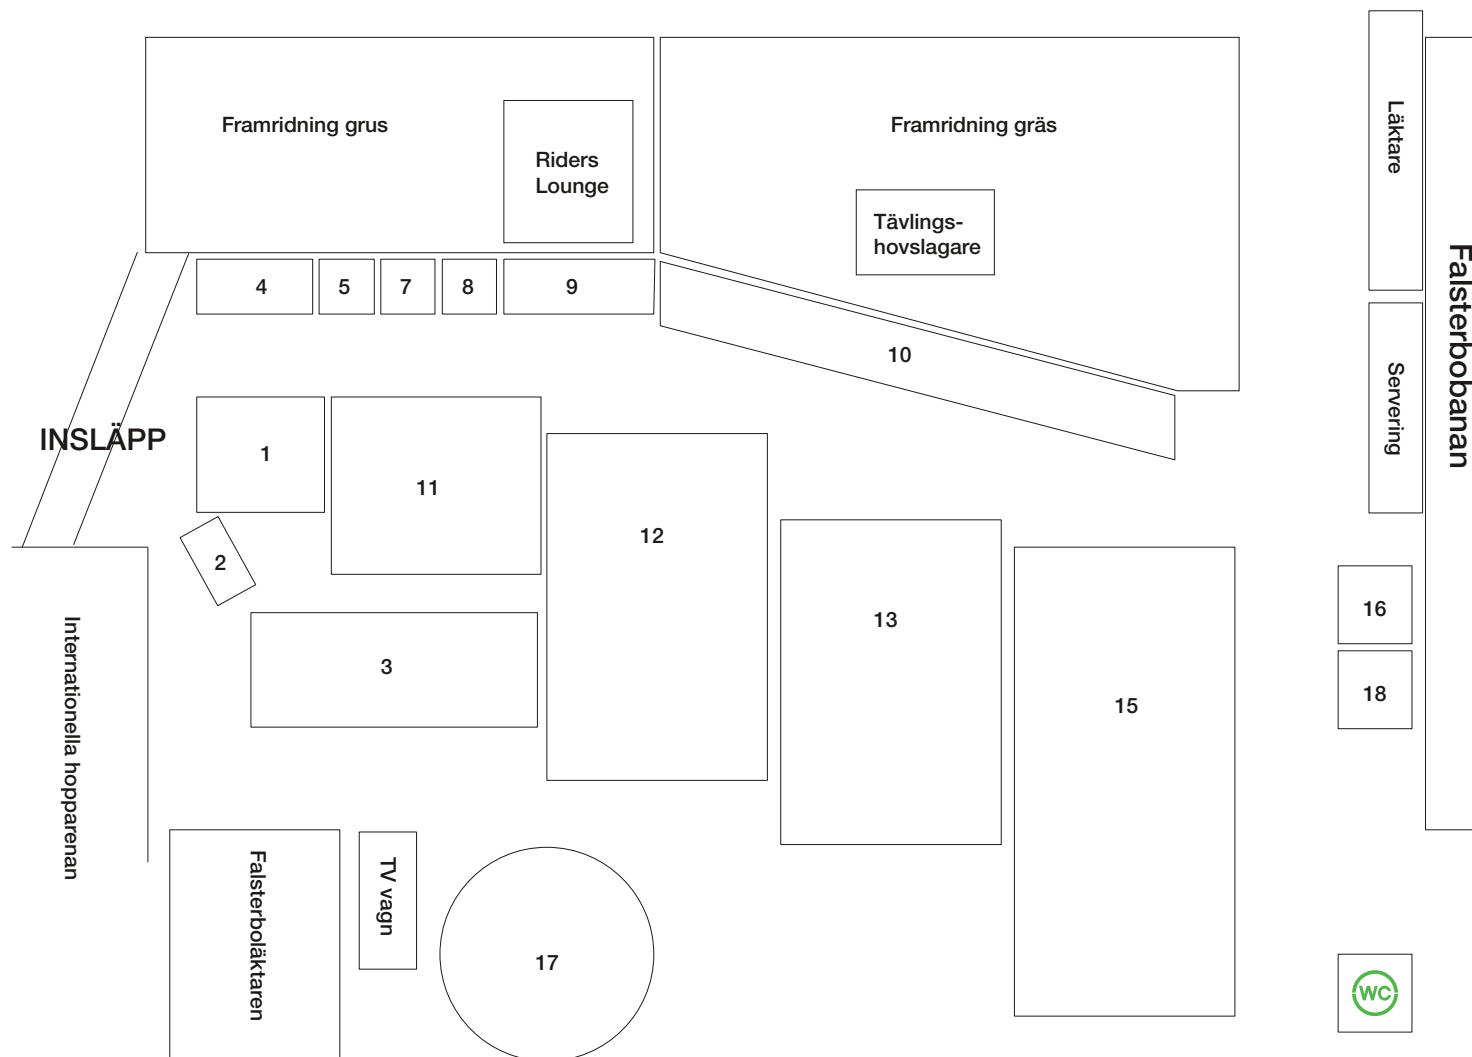 Framridning grus
Riders
Lounge
Framridning gräs
Tävlings-
hovslagare
Läktare
Falsterbobanan
4
5
7
8
9
10
Servering
INSLÄPP
1
11
12
2
13
16
3
15
18
Internationella hopparenan
Falsterboläktaren
TV vagn
17
WC